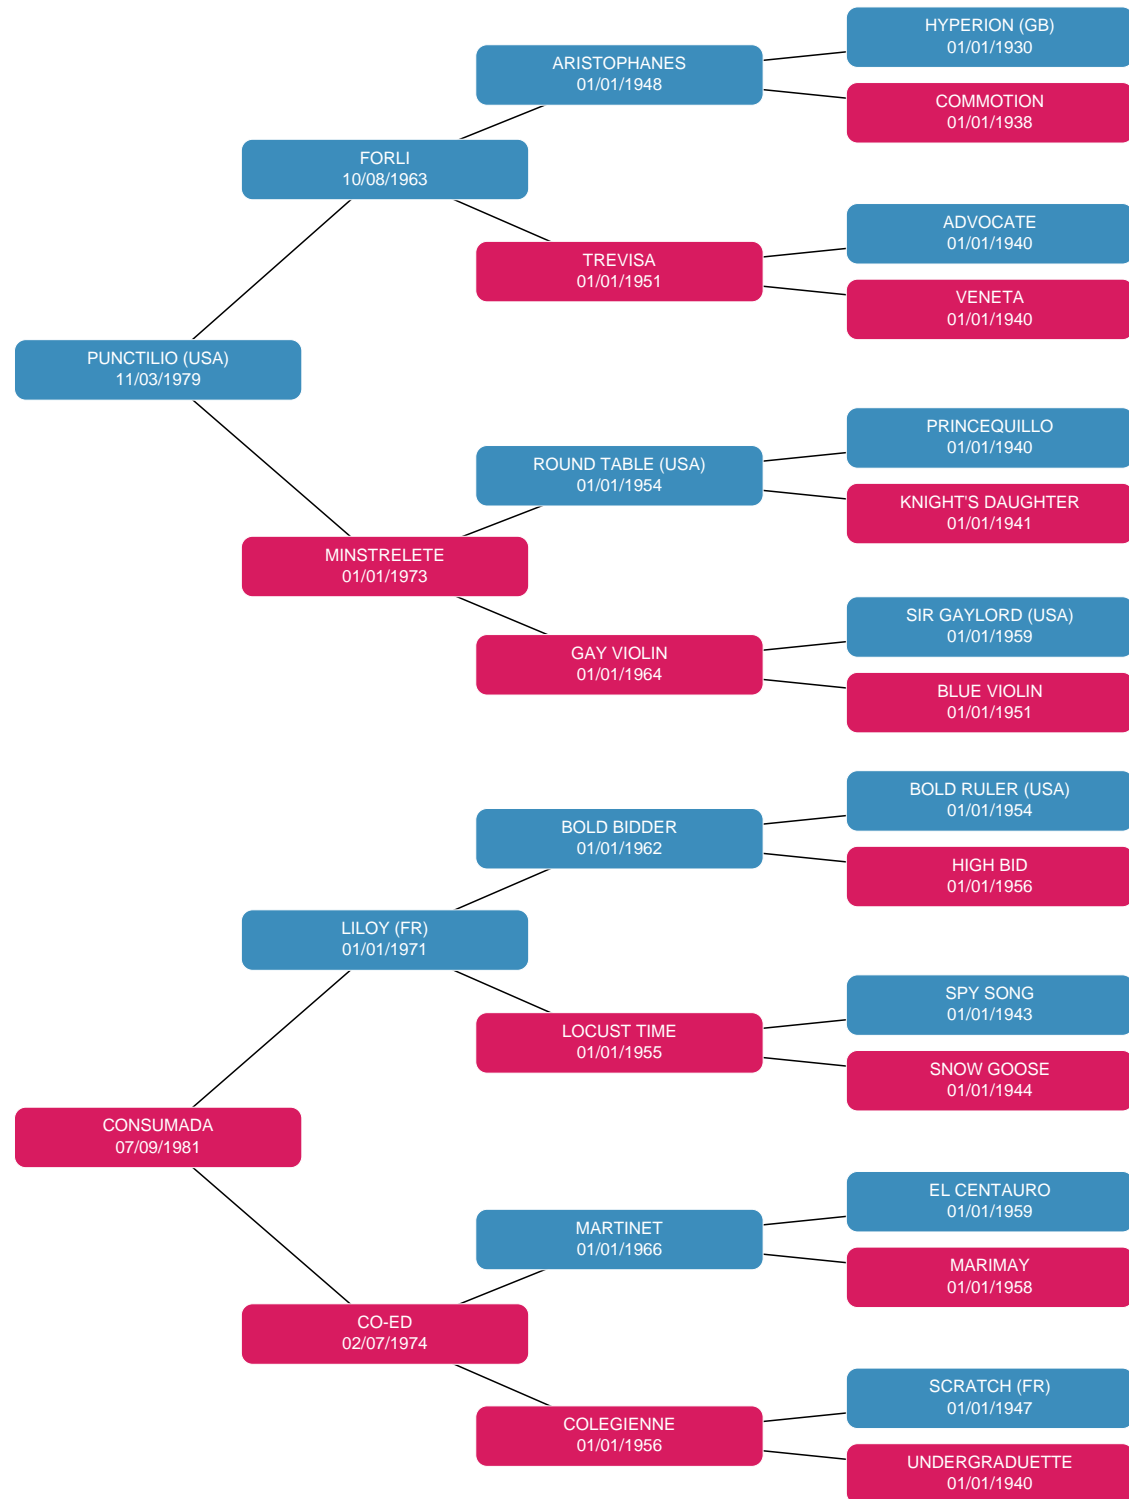 HYPERION (GB)
01/01/1930
ARISTOPHANES
01/01/1948
COMMOTION
01/01/1938
FORLI
10/08/1963
ADVOCATE
01/01/1940
TREVISA
01/01/1951
VENETA
01/01/1940
PUNCTILIO (USA)
11/03/1979
PRINCEQUILLO
01/01/1940
ROUND TABLE (USA)
01/01/1954
KNIGHT'S DAUGHTER
01/01/1941
MINSTRELETE
01/01/1973
SIR GAYLORD (USA)
01/01/1959
GAY VIOLIN
01/01/1964
BLUE VIOLIN
01/01/1951
BOLD RULER (USA)
01/01/1954
BOLD BIDDER
01/01/1962
HIGH BID
01/01/1956
LILOY (FR)
01/01/1971
SPY SONG
01/01/1943
LOCUST TIME
01/01/1955
SNOW GOOSE
01/01/1944
CONSUMADA
07/09/1981
EL CENTAURO
01/01/1959
MARTINET
01/01/1966
MARIMAY
01/01/1958
CO-ED
02/07/1974
SCRATCH (FR)
01/01/1947
COLEGIENNE
01/01/1956
UNDERGRADUETTE
01/01/1940